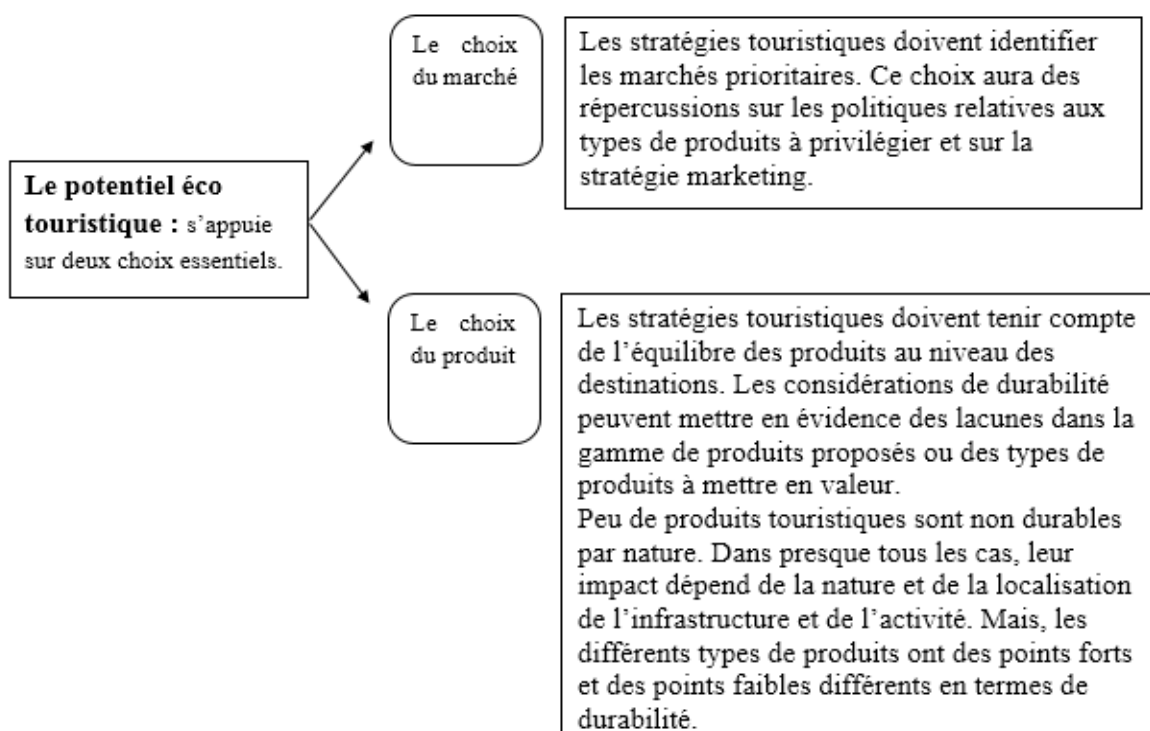 Le potentiel éco
touristique : s’appuie
sur deux choix essentiels.
Le choix
du marché
Les stratégies touristiques doivent identifier
les marchés prioritaires. Ce choix aura des
répercussions sur les politiques relatives aux
types de produits à privilégier et sur la
stratégie marketing.
Le choix
du produit
Les stratégies touristiques doivent tenir compte
de l’équilibre des produits au niveau des
destinations. Les considérations de durabilité
peuvent mettre en évidence des lacunes dans la
gamme de produits proposés ou des types de
produits à mettre en valeur.
Peu de produits touristiques sont non durables
par nature. Dans presque tous les cas, leur
impact dépend de la nature et de la localisation
de l’infrastructure et de l’activité. Mais, les
différents types de produits ont des points forts
et des points faibles différents en termes de
durabilité.